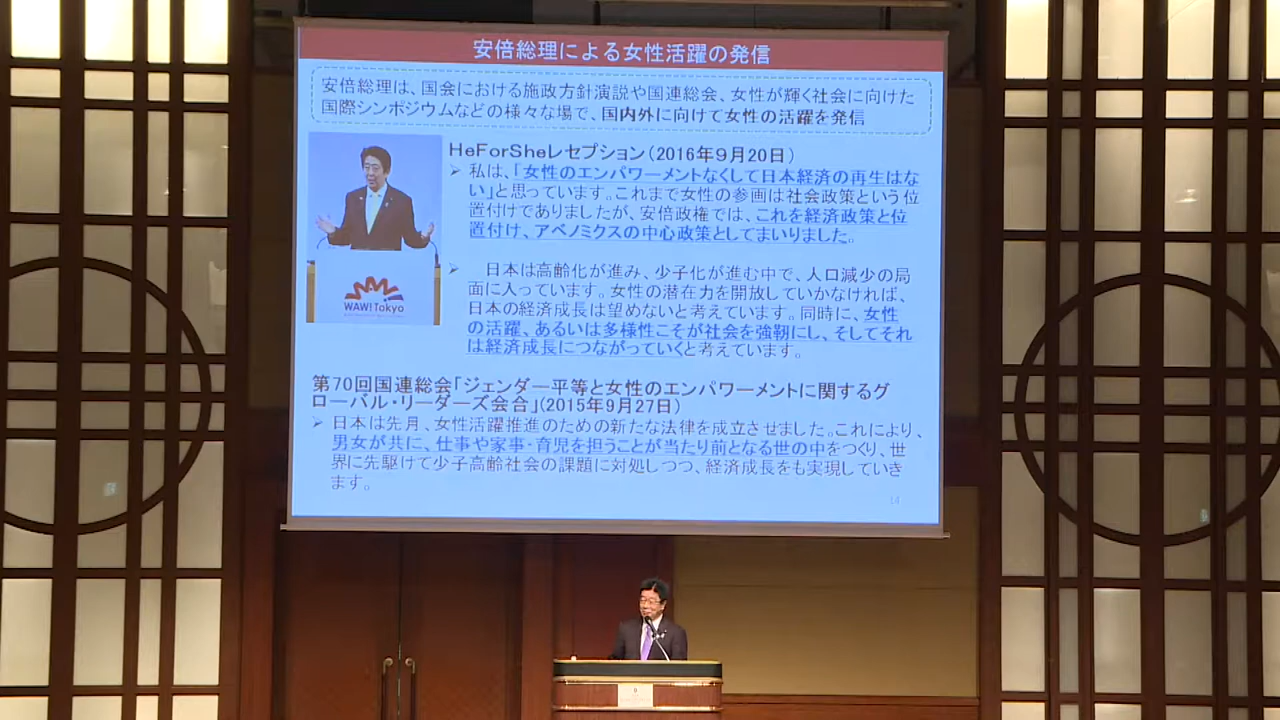 安倍総理による女性活躍の発信
安倍総理は、国会における施政方針演説や国連総会、女性が輝く社会に向けた
国際シンポジウムなどの様々な場で、国内外に向けて女性の活躍を発信
HeForSheレセプション(2016年9月20日)
➢ 私は、「女性のエンパワーメントなくして日本経済の再生はな
い」と思っています。これまで女性の参画は社会政策という位
置付けでありましたが、安倍政権では、これを経済政策と位
置付け、アベノミクスの中心政策としてまいりました。
➢ 日本は高齢化が進み、少子化が進む中で、人口減少の局
面に入っています。女性の潜在力を開放していかなければ、
日本の経済成長は望めないと考えています。同時に、女性
の活躍、あるいは多様性こそが社会を強靭にし、そしてそれ
は経済成長につながっていくと考えています。
WAW! Tokyo
第70回国連総会「ジェンダー平等と女性のエンパワーメントに関するグ
ローバル・リーダーズ会合」(2015年9月27日)
➢ 日本は先月、女性活躍推進のための新たな法律を成立させました。これにより、
男女が共に、仕事や家事・育児を担うことが当たり前となる世の中をつくり、世
界に先駆けて少子高齢社会の課題に対処しつつ、経済成長をも実現していき
ます。
14